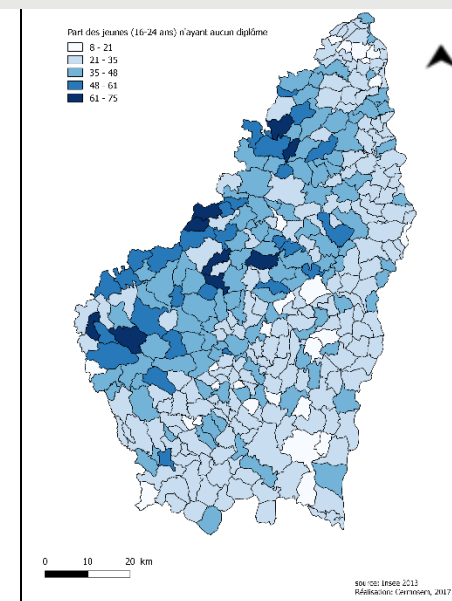 Part des jeunes (16-24 ans) n'ayant aucun diplôme
8 - 21
21 - 35
35 - 48
48 - 61
61 - 75
0 10 20 km
source: Insee 2013
Réalisation: Cermosem, 2017